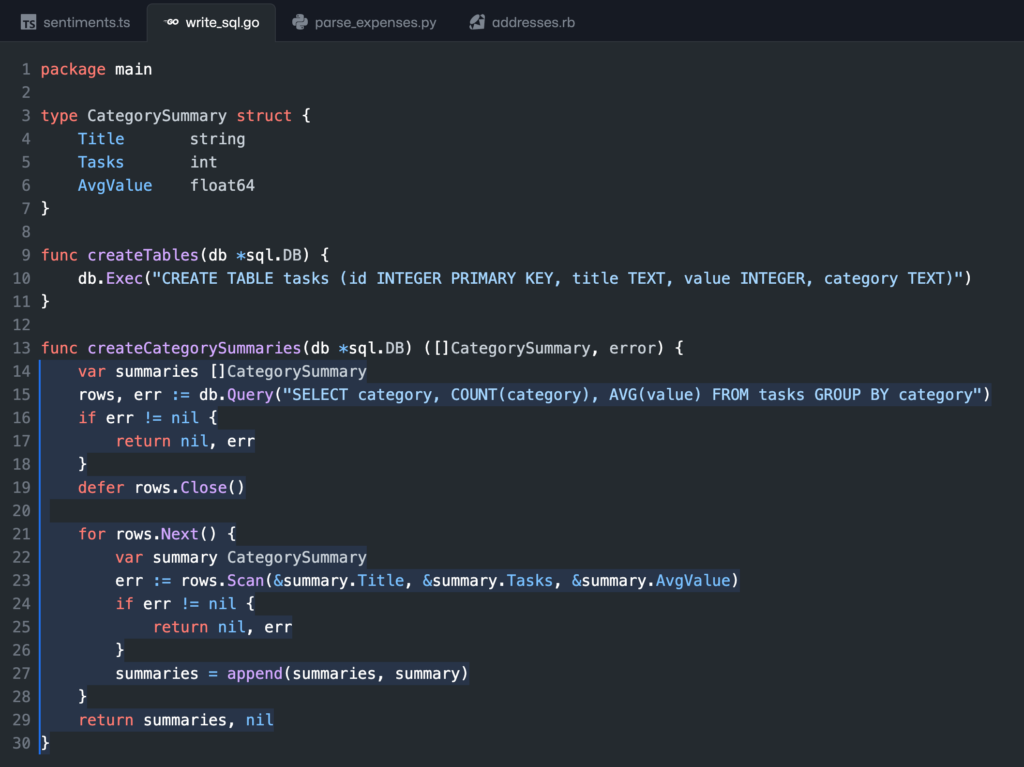 sentiments.ts write_sql.go parse_expenses.py addresses.rb
1 package main
2
3 type CategorySummary struct {
4     Title       string
5     Tasks       int
6     AvgValue    float64
7 }
8
9 func createTables(db *sql.DB) {
10     db.Exec("CREATE TABLE tasks (id INTEGER PRIMARY KEY, title TEXT, value INTEGER, category TEXT)")
11 }
12
13 func createCategorySummaries(db *sql.DB) ([]CategorySummary, error) {
14     var summaries []CategorySummary
15     rows, err := db.Query("SELECT category, COUNT(category), AVG(value) FROM tasks GROUP BY category")
16     if err != nil {
17         return nil, err
18     }
19     defer rows.Close()
20
21     for rows.Next() {
22         var summary CategorySummary
23         err := rows.Scan(&summary.Title, &summary.Tasks, &summary.AvgValue)
24         if err != nil {
25             return nil, err
26         }
27         summaries = append(summaries, summary)
28     }
29     return summaries, nil
30 }